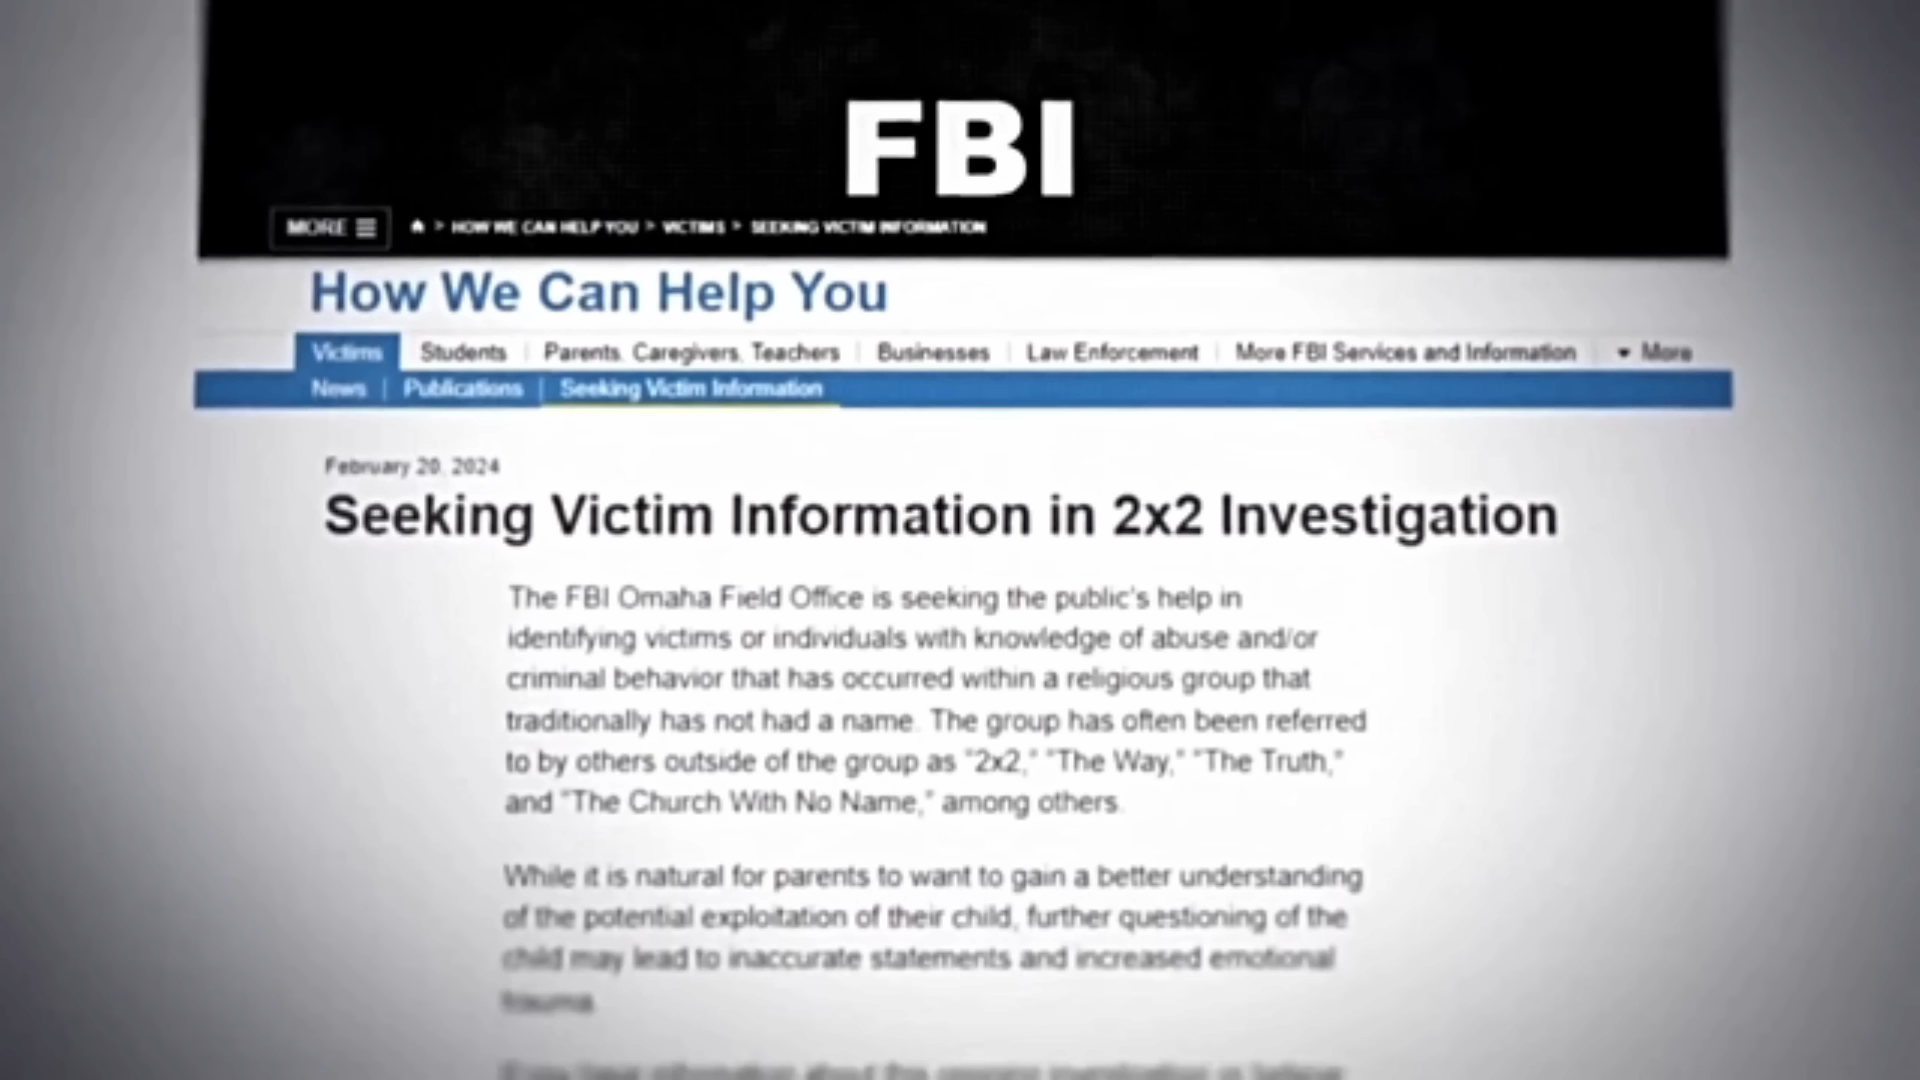 FBI
MORE
> HOW WE CAN HELP YOU > VICTIMS > SEEKING VICTIM INFORMATION
How We Can Help You
Victims Students Parents, Caregivers, Teachers Businesses Law Enforcement More FBI Services and Information More
News Publications Seeking Victim Information
February 20, 2024
Seeking Victim Information in 2x2 Investigation
The FBI Omaha Field Office is seeking the public's help in
identifying victims or individuals with knowledge of abuse and/or
criminal behavior that has occurred within a religious group that
traditionally has not had a name. The group has often been referred
to by others outside of the group as "2x2," "The Way," "The Truth,"
and "The Church With No Name," among others.
While it is natural for parents to want to gain a better understanding
of the potential exploitation of their child, further questioning of the
child may lead to inaccurate statements and increased emotional
trauma.